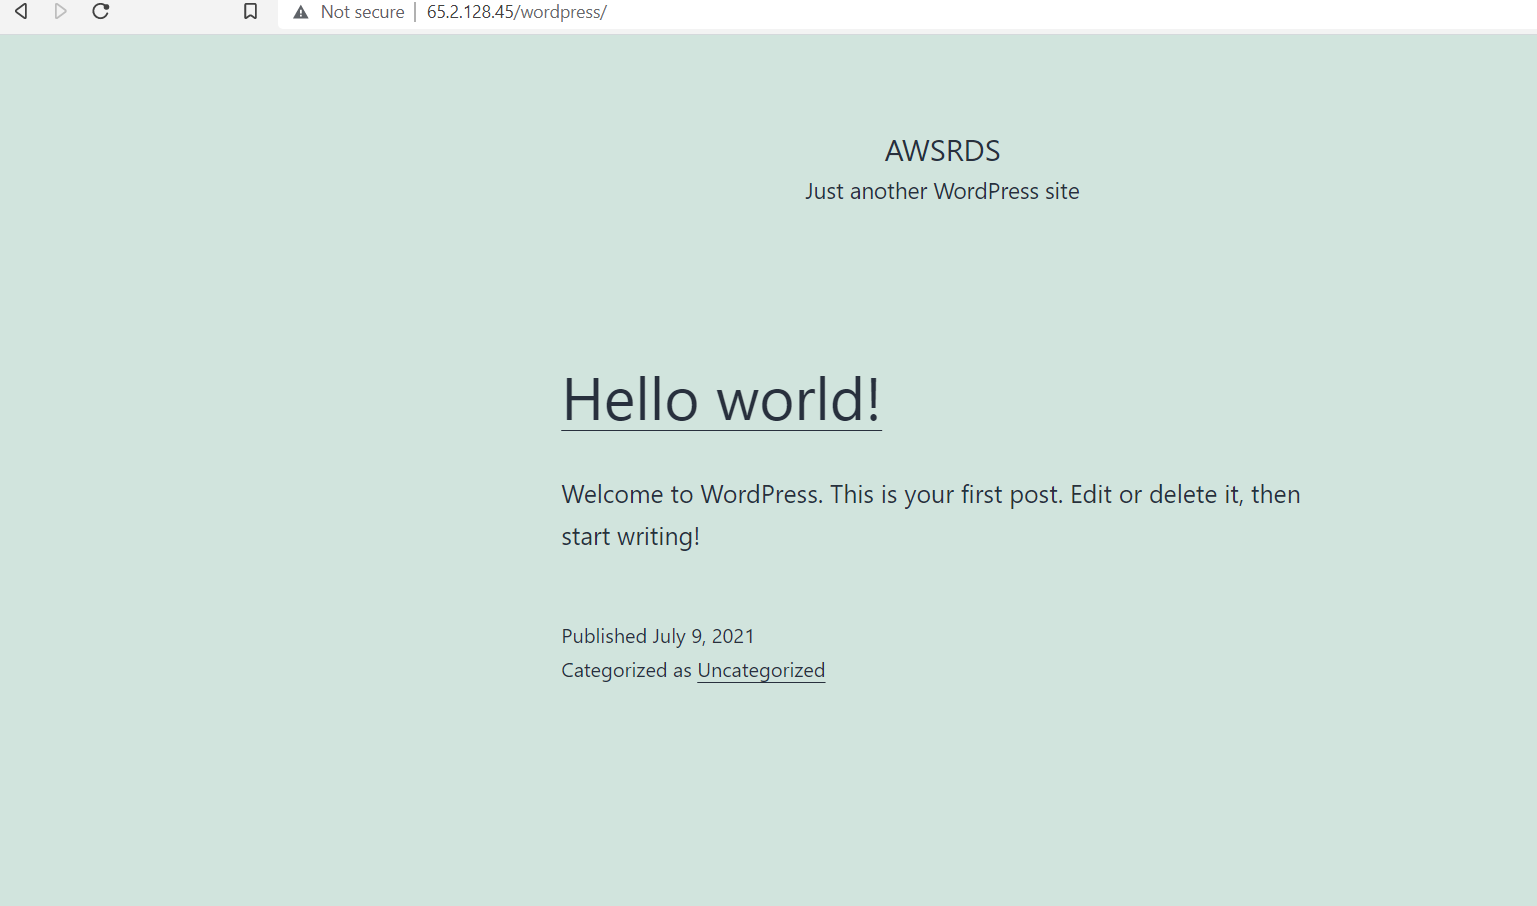 Not secure | 65.2.128.45/wordpress/
AWSRDS
Just another WordPress site
Hello world!
Welcome to WordPress. This is your first post. Edit or delete it, then
start writing!
Published July 9, 2021
Categorized as Uncategorized